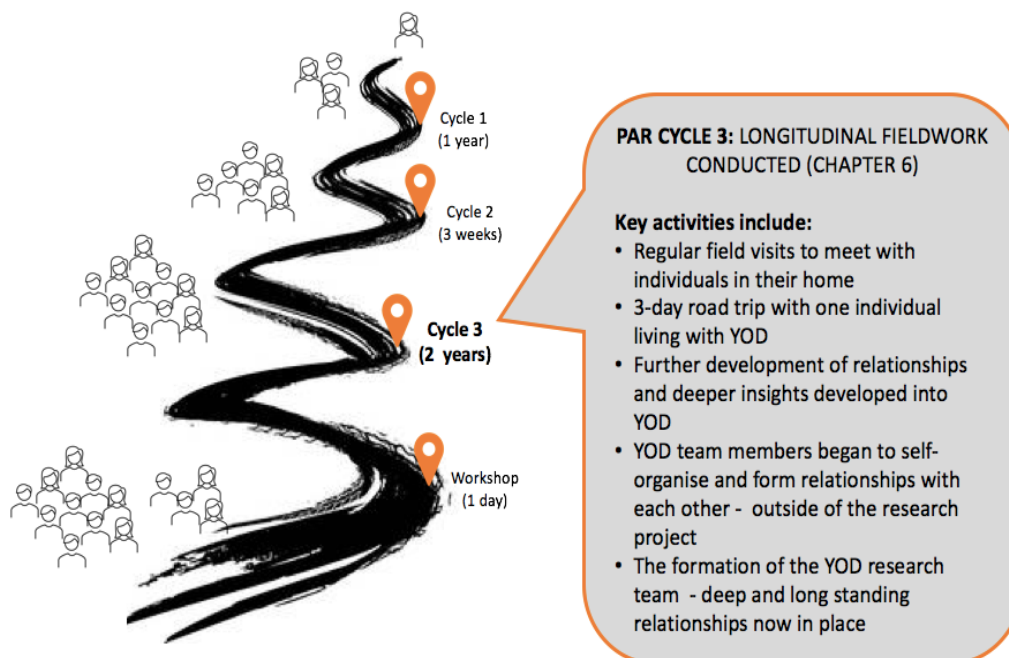 Cycle 1
(1 year)
Cycle 2
(3 weeks)
Cycle 3
(2 years)
Workshop
(1 day)
PAR CYCLE 3: LONGITUDINAL FIELDWORK
CONDUCTED (CHAPTER 6)
Key activities include:
• Regular field visits to meet with
individuals in their home
• 3-day road trip with one individual
living with YOD
• Further development of relationships
and deeper insights developed into
YOD
• YOD team members began to self-
organise and form relationships with
each other - outside of the research
project
• The formation of the YOD research
team - deep and long standing
relationships now in place